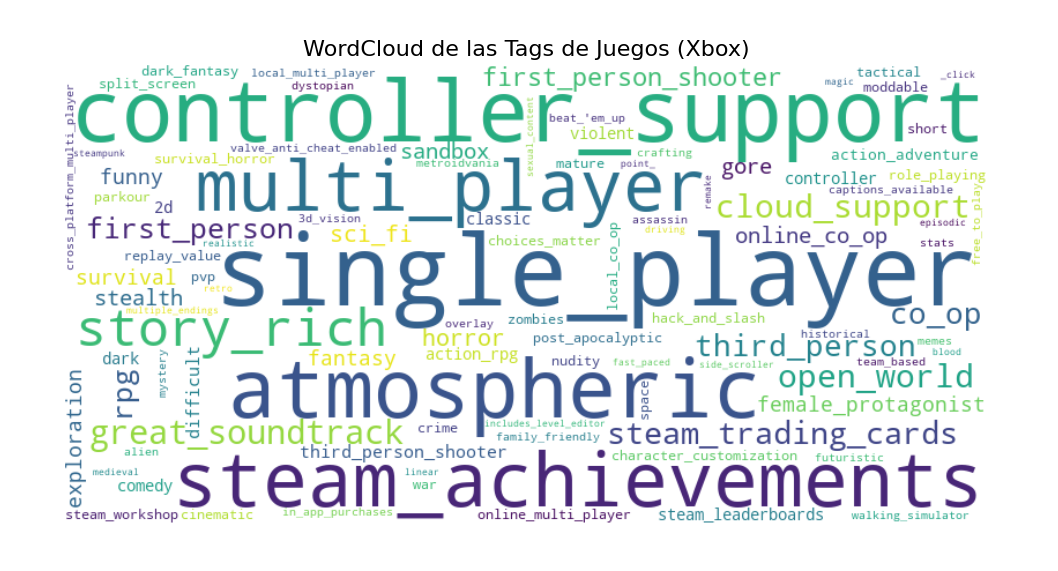 WordCloud de las Tags de Juegos (Xbox)
dark_fantasy
local_multi_player
first_person_shooter
tactical
_click
split_screen
dystopian
magic
moddable
controller_support
cross_platform_multi_player
sexual_content
beat_'em_up
violent
short
steampunk
valve_anti_cheat_enabled
sandbox
crafting
survival_horror
metroidvania
mature
point_
gore
action_adventure
funny
multi_player
controller
role_playing
parkour
remake
captions_available
free_to_play
2d
3d_vision
classic
assassin
cloud_support
episodic
first_person
sci_fi
driving
online_co_op
stats
realistic
choices_matter
local_co_op
replay_value
single_player
survival
pvp
retro
stealth
multiple_endings
story_rich
overlay
zombies
hack_and_slash
co_op
horror
post_apocalyptic
historical
third_person
memes
dark
mystery
difficult
fantasy
action_rpg
nudity
fast_paced
side_scroller
team_based
blood
rpg
atmospheric
space
open_world
exploration
female_protagonist
great_soundtrack
crime
includes_level_editor
family_friendly
steam_trading_cards
alien
third_person_shooter
character_customization
futuristic
medieval
linear
steam_achievements
comedy
war
steam_workshop
cinematic
in_app_purchases
online_multi_player
steam_leaderboards
walking_simulator